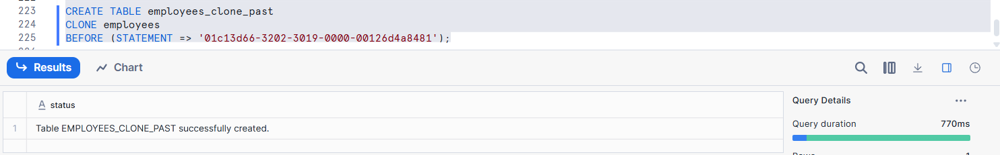 223 CREATE TABLE employees_clone_past
224 CLONE employees
225 BEFORE (STATEMENT => '01c13d66-3202-3019-0000-00126d4a8481');
Results Chart
A status
1 Table EMPLOYEES_CLONE_PAST successfully created.
Query Details
Query duration 770ms